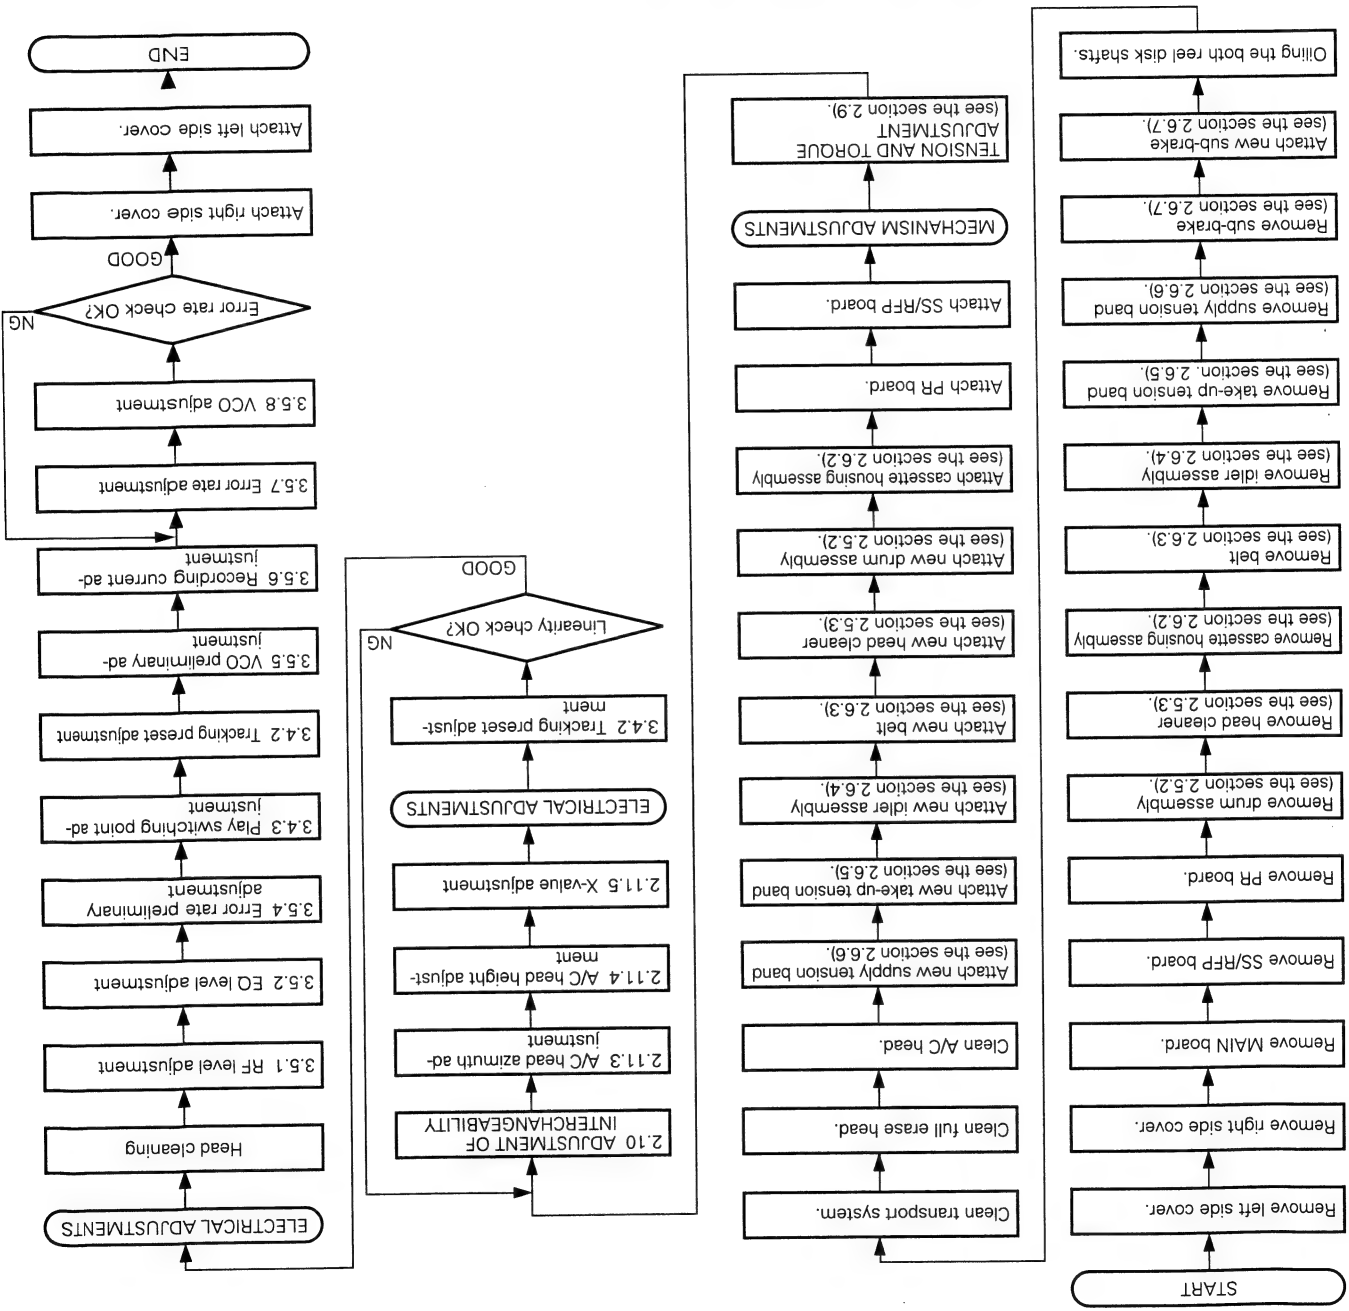 START
Remove left side cover.
Remove right side cover.
Remove MAIN board.
Remove SS/RFP board.
Remove PR board.
Remove drum assembly
(see the section 2.5.2).
Remove head cleaner
(see the section 2.5.3).
Remove cassette housing assembly
(see the section 2.6.2).
Remove belt
(see the section 2.6.3).
Remove idler assembly
(see the section 2.6.4).
Remove take-up tension band
(see the section. 2.6.5).
Remove supply tension band
(see the section 2.6.6).
Remove sub-brake
(see the section 2.6.7).
Attach new sub-brake
(see the section 2.6.7).
Oiling the both reel disk shafts.
Clean transport system.
Clean full erase head.
Clean A/C head.
Attach new supply tension band
(see the section 2.6.6).
Attach new take-up tension band
(see the section 2.6.5).
Attach new idler assembly
(see the section 2.6.4).
Attach new belt
(see the section 2.6.3).
Attach new head cleaner
(see the section 2.5.3).
Attach new drum assembly
(see the section 2.5.2).
Attach cassette housing assembly
(see the section 2.6.2).
Attach PR board.
Attach SS/RFP board.
MECHANISM ADJUSTMENTS
TENSION AND TORQUE
ADJUSTMENT
(see the section 2.9).
2.10 ADJUSTMENT OF
INTERCHANGEABILITY
2.11.3 A/C head azimuth ad-
justment
2.11.4 A/C head height adjust-
ment
2.11.5 X-value adjustment
ELECTRICAL ADJUSTMENTS
3.4.2 Tracking preset adjust-
ment
Linearity check OK?
NG
GOOD
ELECTRICAL ADJUSTMENTS
Head cleaning
3.5.1 RF level adjustment
3.5.2 EQ level adjustment
3.5.4 Error rate preliminary
adjustment
3.4.3 Play switching point ad-
justment
3.4.2 Tracking preset adjustment
3.5.5 VCO preliminary ad-
justment
3.5.6 Recording current ad-
justment
3.5.7 Error rate adjustment
3.5.8 VCO adjustment
Error rate check OK?
NG
GOOD
Attach right side cover.
Attach left side cover.
END